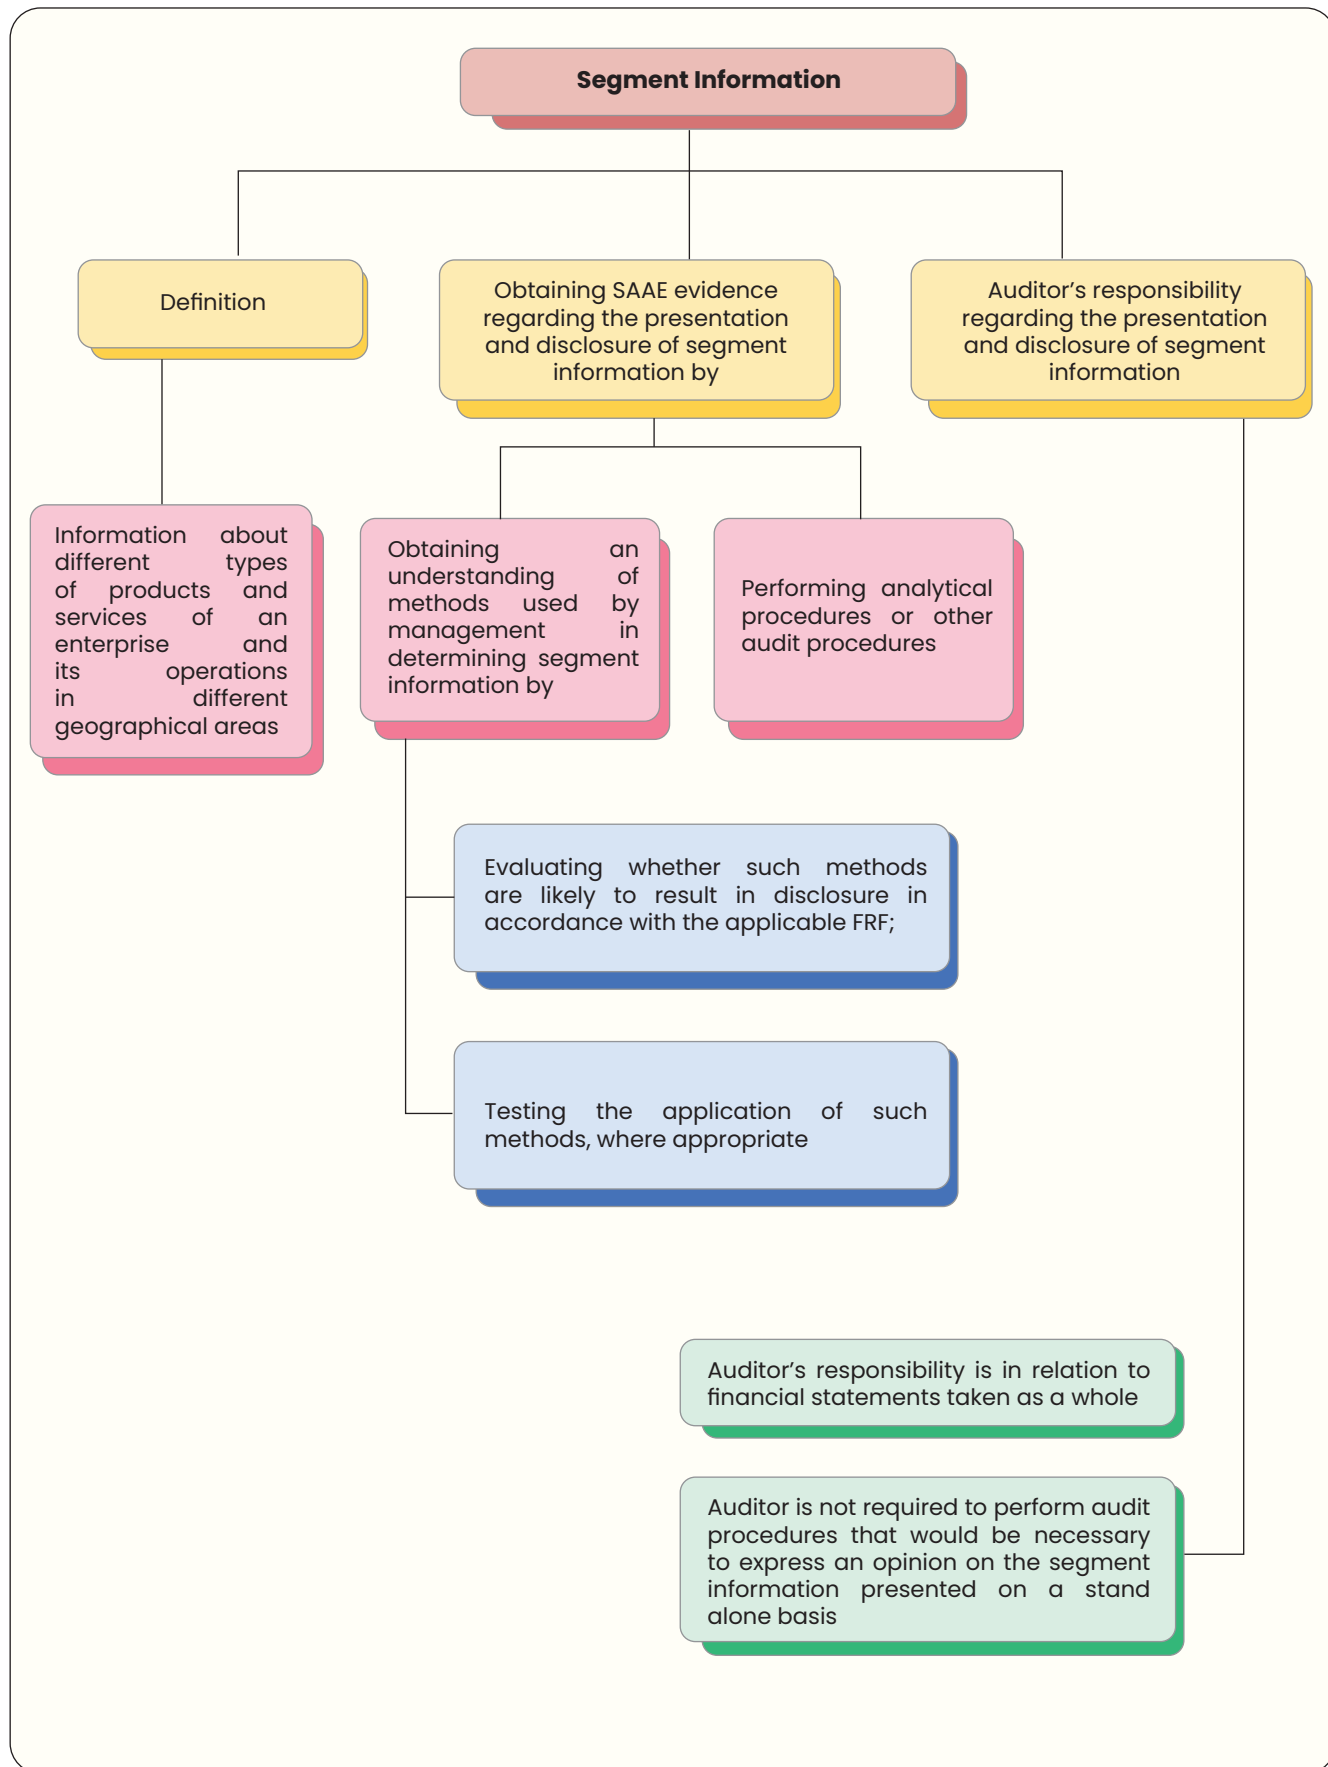 Segment Information
Definition
Obtaining SAAE evidence
regarding the presentation
and disclosure of segment
information by
Auditor's responsibility
regarding the presentation
and disclosure of segment
information
Information about
different types
of products and
services of an
enterprise and
its operations
in different
geographical areas
Obtaining an
understanding of
methods used by
management in
determining segment
information by
Performing analytical
procedures or other
audit procedures
Evaluating whether such methods
are likely to result in disclosure in
accordance with the applicable FRF;
Testing the application of such
methods, where appropriate
Auditor's responsibility is in relation to
financial statements taken as a whole
Auditor is not required to perform audit
procedures that would be necessary
to express an opinion on the segment
information presented on a stand
alone basis